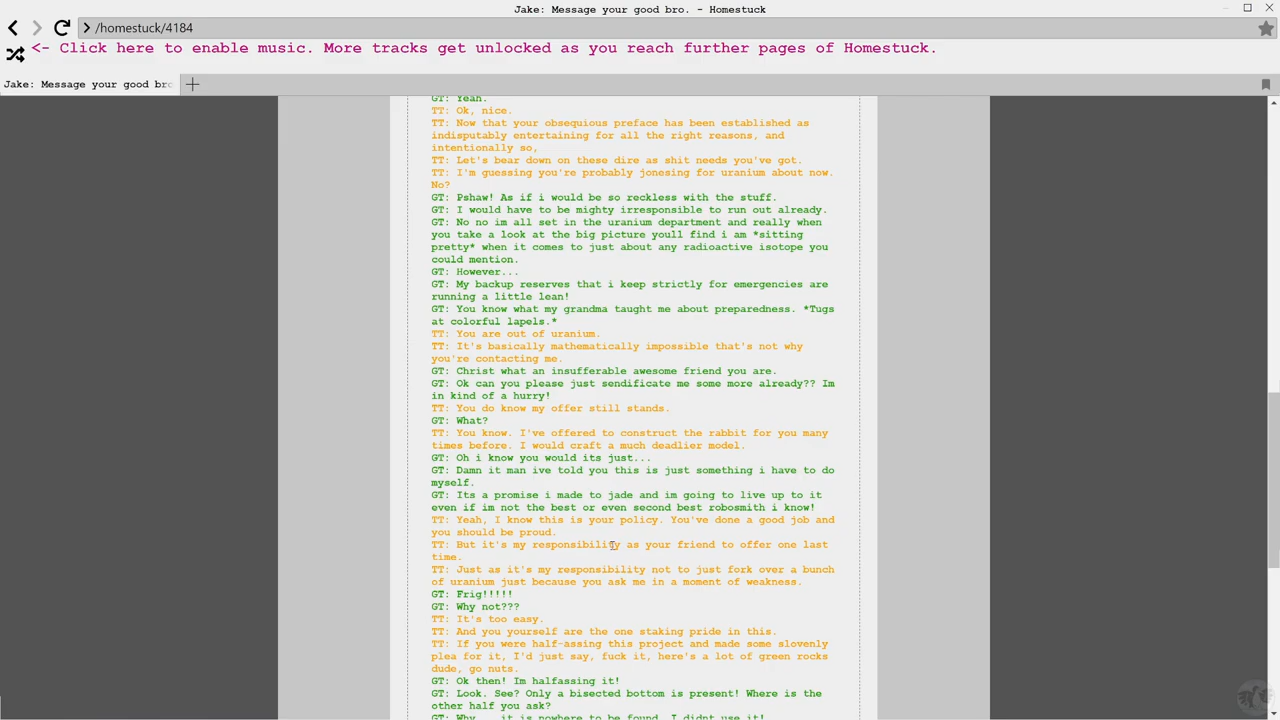 Jake: Message your good bro. - Homestuck
/homestuck/4184
<- Click here to enable music. More tracks get unlocked as you reach further pages of Homestuck.
Jake: Message your good bro
GT: Yeah.
TT: Ok, nice.
TT: Now that your obsequious preface has been established as
indisputably entertaining for all the right reasons, and
intentionally so,
TT: Let's bear down on these dire as shit needs you've got.
TT: I'm guessing you're probably jonesing for uranium about now.
No?
GT: Pshaw! As if i would be so reckless with the stuff.
GT: I would have to be mighty irresponsible to run out already.
GT: No no im all set in the uranium department and really when
you take a look at the big picture youll find i am *sitting
pretty* when it comes to just about any radioactive isotope you
could mention.
GT: However...
GT: My backup reserves that i keep strictly for emergencies are
running a little lean!
GT: You know what my grandma taught me about preparedness. *Tugs
at colorful lapels.*
TT: You are out of uranium.
TT: It's basically mathematically impossible that's not why
you're contacting me.
GT: Christ what an insufferable awesome friend you are.
GT: Ok can you please just sendificate me some more already?? Im
in kind of a hurry!
TT: You do know my offer still stands.
GT: What?
TT: You know. I've offered to construct the rabbit for you many
times before. I would craft a much deadlier model.
GT: Oh i know you would its just...
GT: Damn it man ive told you this is just something i have to do
myself.
GT: Its a promise i made to jade and im going to live up to it
even if im not the best or even second best robosmith i know!
TT: Yeah, I know this is your policy. You've done a good job and
you should be proud.
TT: But it's my responsibility as your friend to offer one last
time.
TT: Just as it's my responsibility not to just fork over a bunch
of uranium just because you ask me in a moment of weakness.
GT: Frig!!!!!
GT: Why not???
TT: It's too easy.
TT: And you yourself are the one staking pride in this.
TT: If you were half-assing this project and made some slovenly
plea for it, I'd just say, fuck it, here's a lot of green rocks
dude, go nuts.
GT: Ok then! Im halfassing it!
GT: Look. See? Only a bisected bottom is present! Where is the
other half you ask?
GT: Why... it is nowhere to be found. I didnt use it!